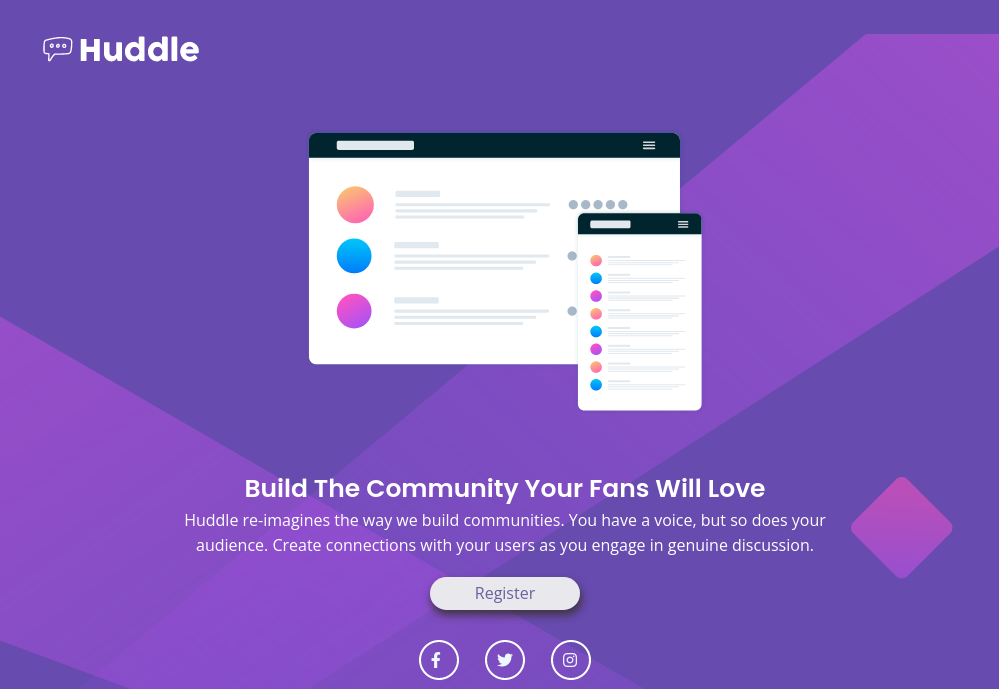 Huddle
Build The Community Your Fans Will Love
Huddle re-imagines the way we build communities. You have a voice, but so does your
audience. Create connections with your users as you engage in genuine discussion.
Register